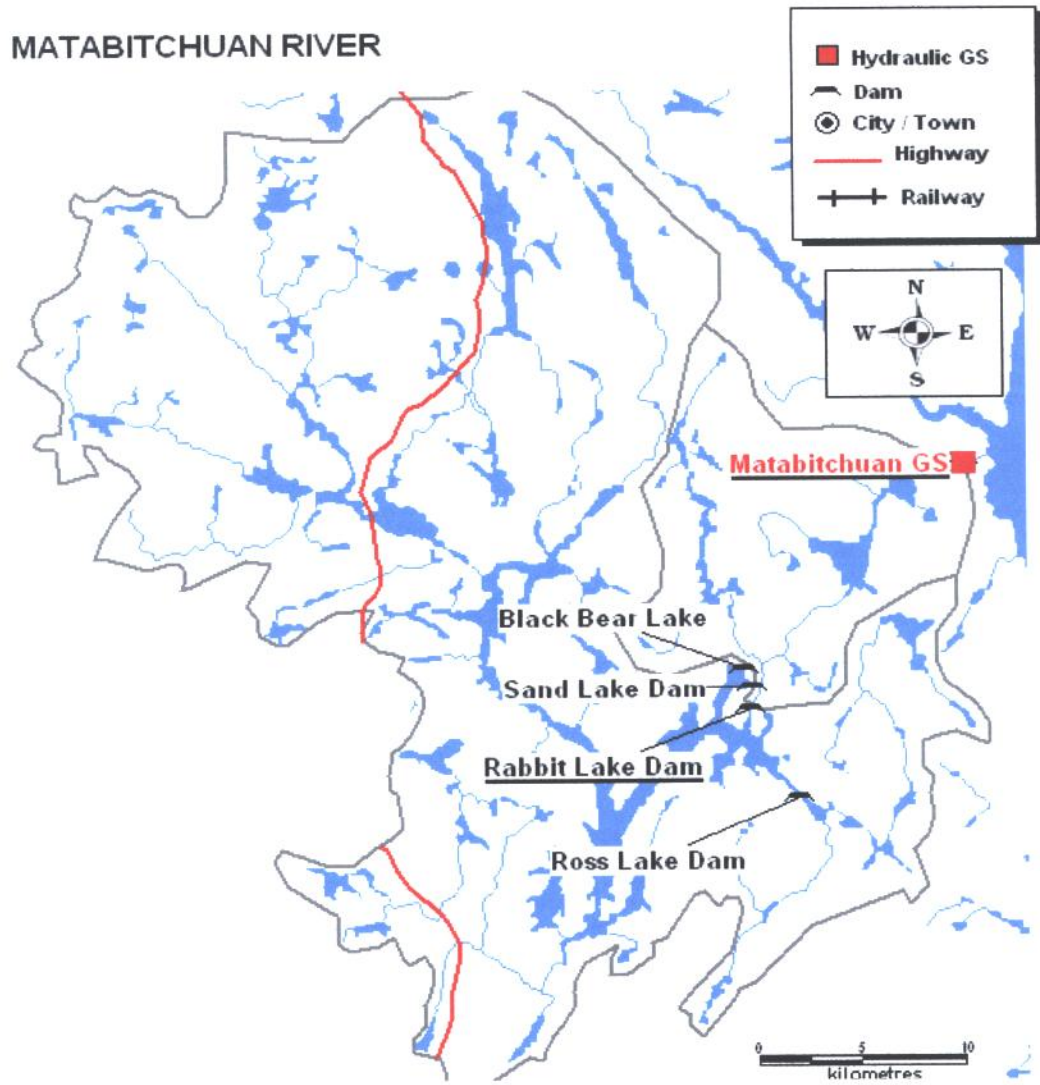 MATABITCHUAN RIVER
Hydraulic GS
Dam
City / Town
Highway
Railway
N
W E
S
Matabitchuan GS
Black Bear Lake
Sand Lake Dam
Rabbit Lake Dam
Ross Lake Dam
0 5 10
kilometres